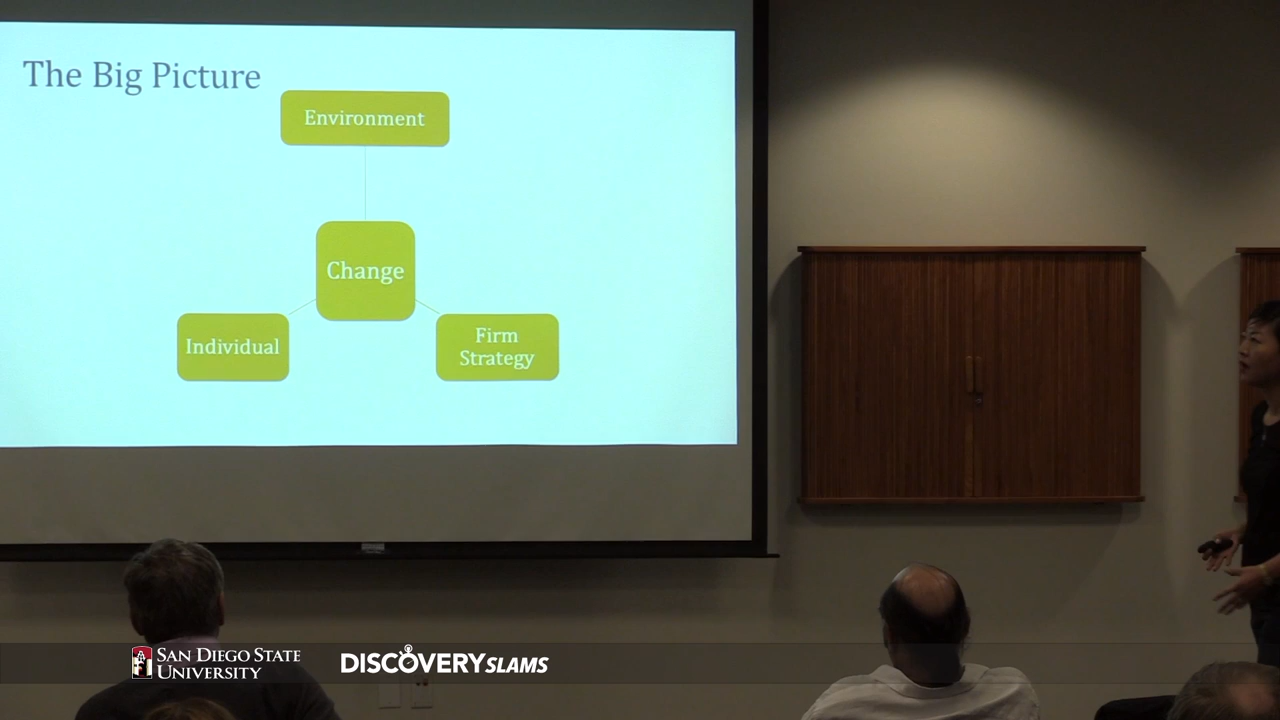 The Big Picture
Environment
Change
Individual
Firm
Strategy
SAN DIEGO STATE
UNIVERSITY
DISCOVERY SLAMS